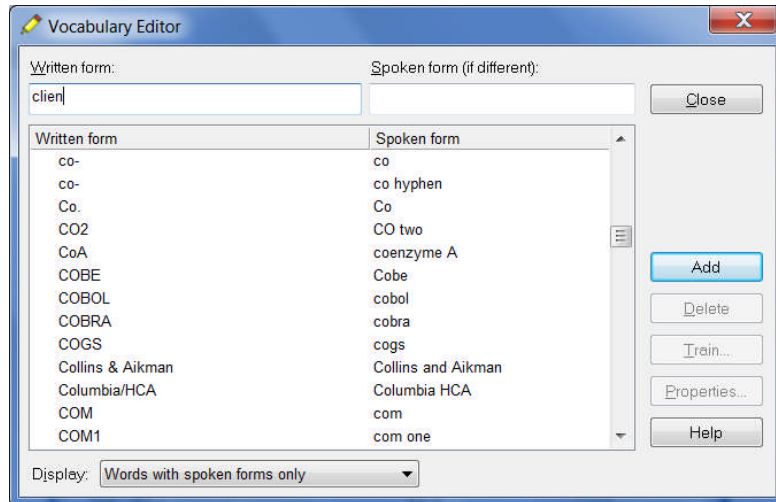 Vocabulary Editor
X
Written form:
Spoken form (if different):
clien
Close
Written form Spoken form
co- co
co- co hyphen
Co. Co
CO2 CO two
CoA coenzyme A
COBE Cobe
COBOL cobol
COBRA cobra
COGS cogs
Collins & Aikman Collins and Aikman
Columbia/HCA Columbia HCA
COM com
COM1 com one
Add
Delete
Train...
Properties...
Help
Display: Words with spoken forms only